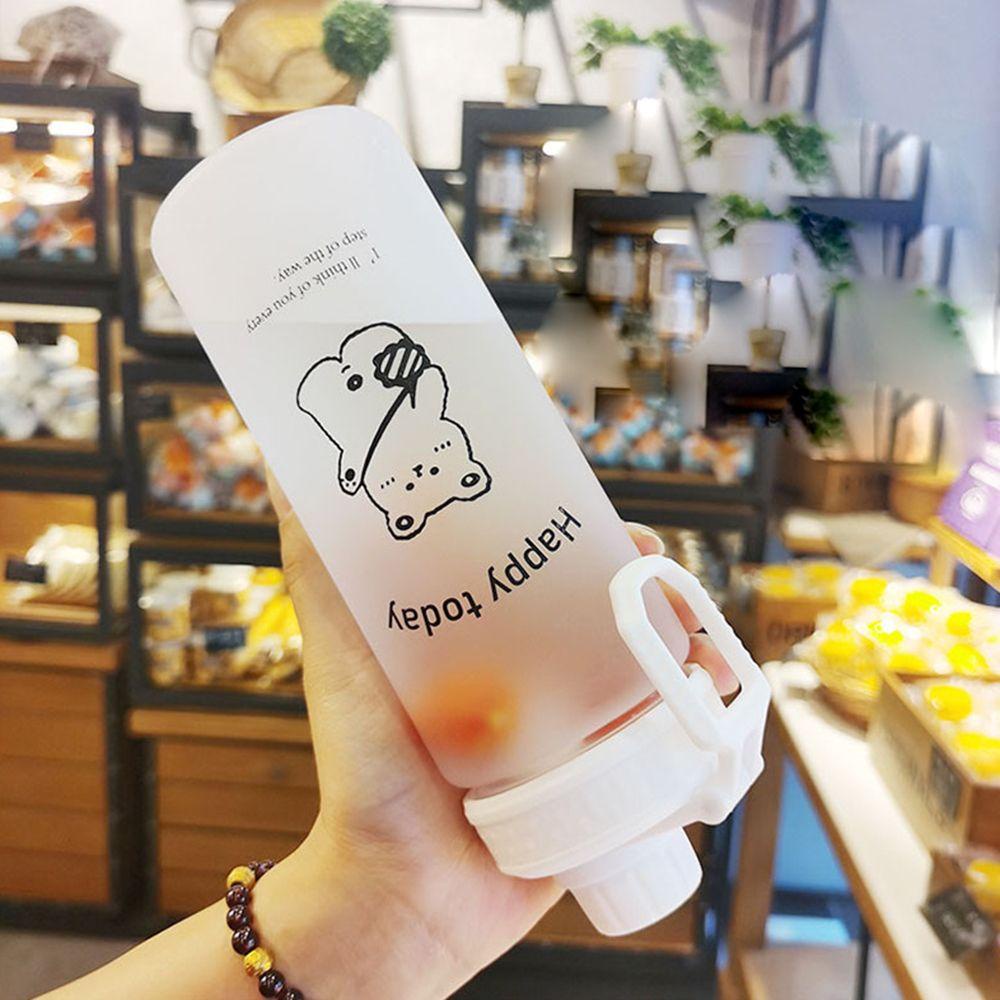 Happy today
I'll think of you every
step of the way.